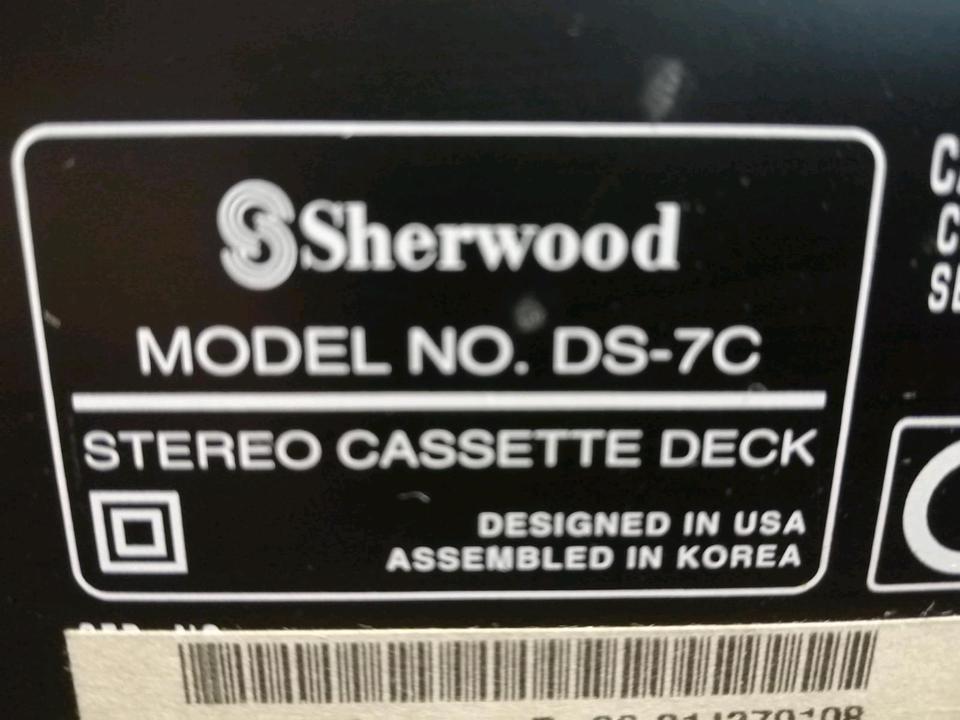 Sherwood
MODEL NO. DS-7C
STEREO CASSETTE DECK
DESIGNED IN USA
ASSEMBLED IN KOREA